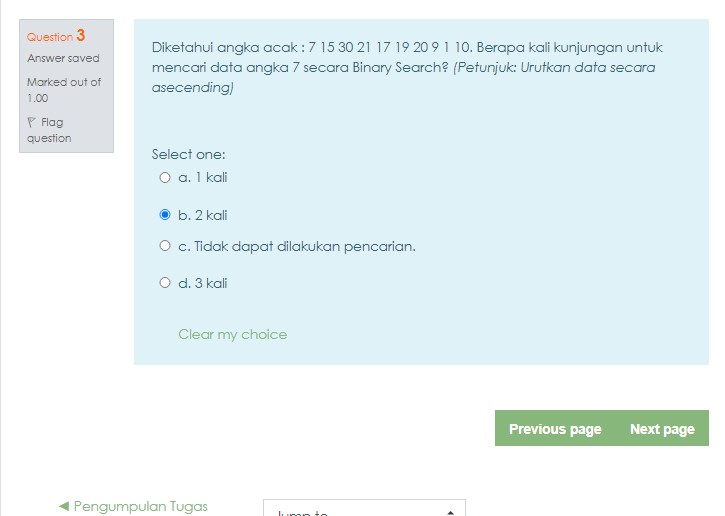 Question 3
Answer saved
Marked out of
1.00
Flag
question
Diketahui angka acak : 7 15 30 21 17 19 20 9 1 10. Berapa kali kunjungan untuk
mencari data angka 7 secara Binary Search? (Petunjuk: Urutkan data secara
asecending)
Select one:
a. 1 kali
b. 2 kali
c. Tidak dapat dilakukan pencarian.
d. 3 kali
Clear my choice
Previous page Next page
◄ Pengumpulan Tugas
Jump to...